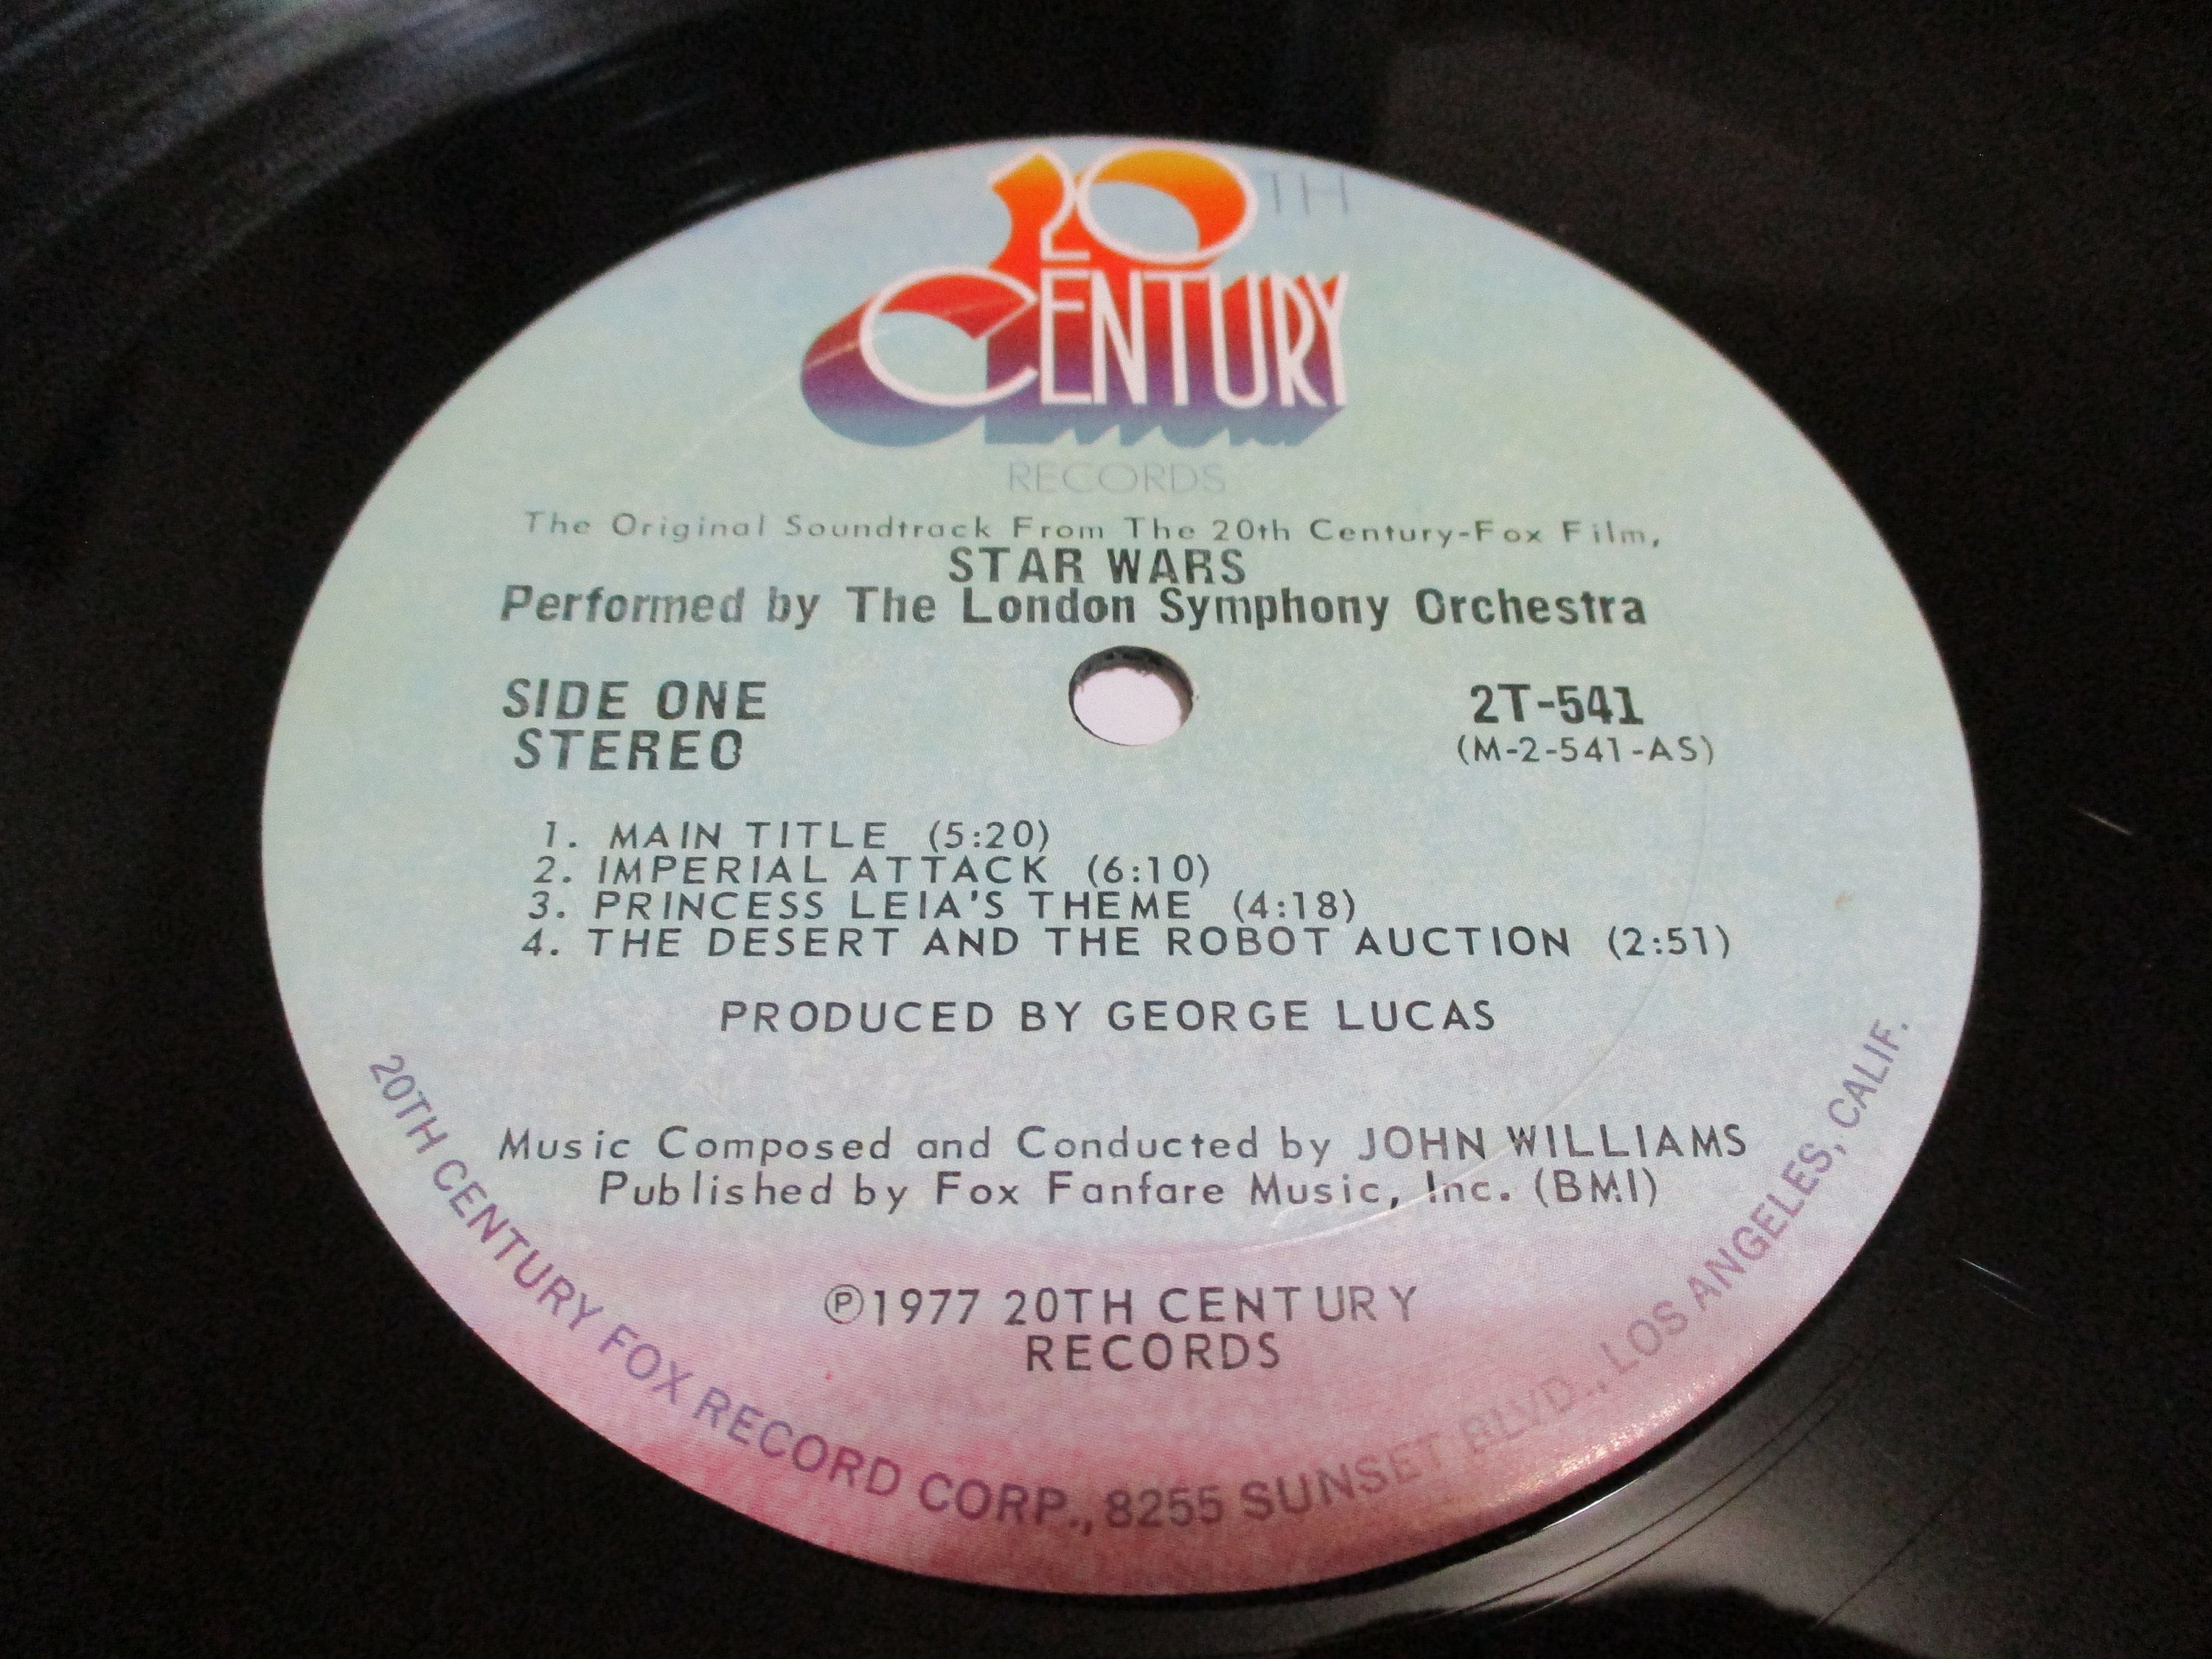 20TH
CENTURY
RECORDS
The Original Soundtrack From The 20th Century-Fox Film,
STAR WARS
Performed by The London Symphony Orchestra
SIDE ONE
STEREO
2T-541
(M-2-541-AS)
1. MAIN TITLE (5:20)
2. IMPERIAL ATTACK (6:10)
3. PRINCESS LEIA'S THEME (4:18)
4. THE DESERT AND THE ROBOT AUCTION (2:51)
PRODUCED BY GEORGE LUCAS
Music Composed and Conducted by JOHN WILLIAMS
Published by Fox Fanfare Music, Inc. (BMI)
℗1977 20TH CENTURY
RECORDS
20TH CENTURY FOX RECORD CORP., 8255 SUNSET BLVD., LOS ANGELES, CALIF.